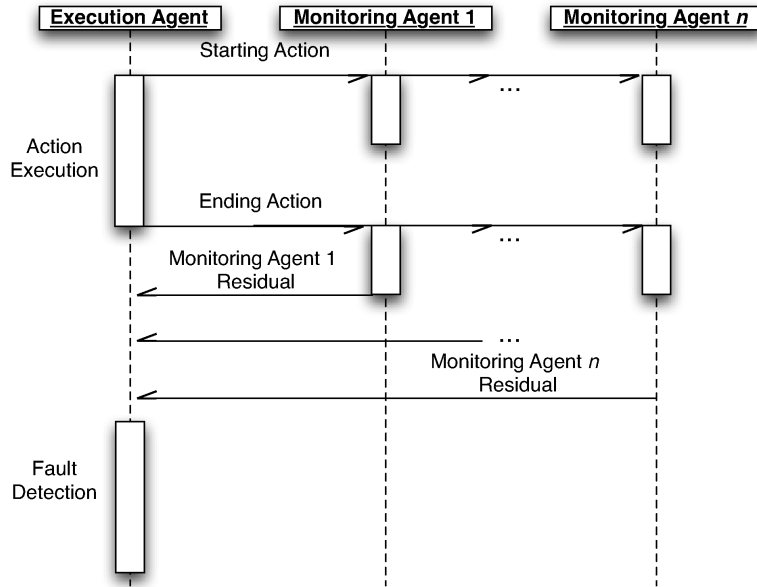 Execution Agent
Monitoring Agent 1
Monitoring Agent n
Starting Action
...
Action
Execution
Ending Action
...
Monitoring Agent 1
Residual
...
Monitoring Agent n
Residual
Fault
Detection